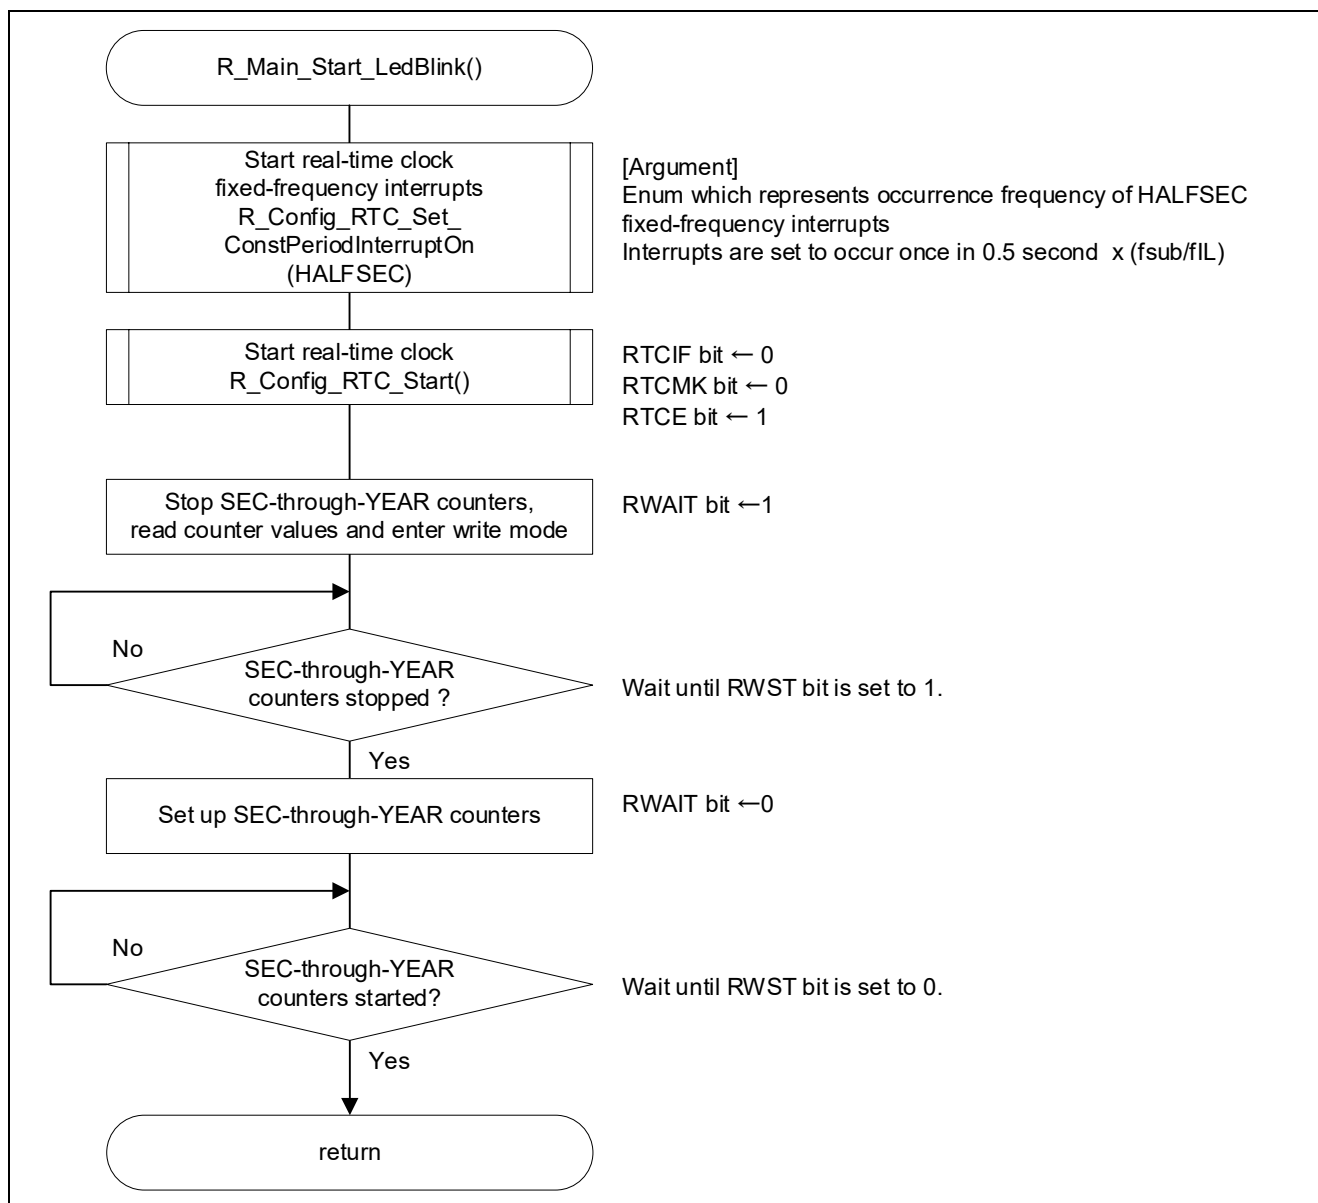 R_Main_Start_LedBlink()
Start real-time clock
fixed-frequency interrupts
R_Config_RTC_Set_
ConstPeriodInterruptOn
(HALFSEC)
[Argument]
Enum which represents occurrence frequency of HALFSEC
fixed-frequency interrupts
Interrupts are set to occur once in 0.5 second x (fsub/fIL)
Start real-time clock
R_Config_RTC_Start()
RTCIF bit ← 0
RTCMK bit ← 0
RTCE bit ← 1
Stop SEC-through-YEAR counters,
read counter values and enter write mode
RWAIT bit ←1
No
SEC-through-YEAR
counters stopped ?
Wait until RWST bit is set to 1.
Yes
Set up SEC-through-YEAR counters
RWAIT bit ←0
No
SEC-through-YEAR
counters started?
Wait until RWST bit is set to 0.
Yes
return